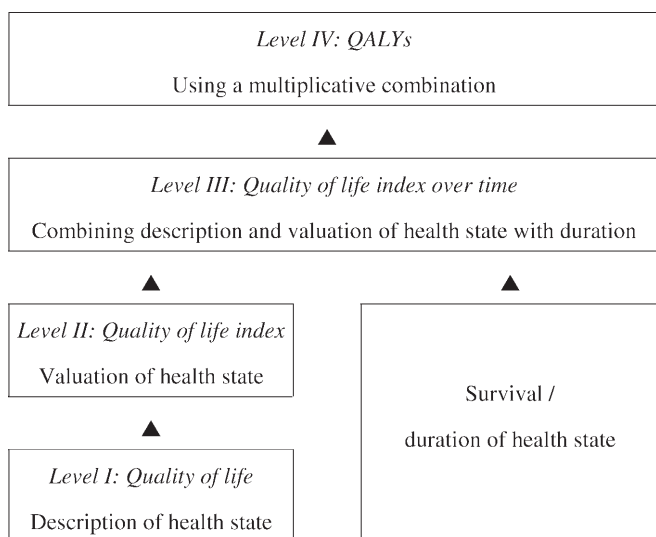 Level IV: QALYs
Using a multiplicative combination
Level III: Quality of life index over time
Combining description and valuation of health state with duration
Level II: Quality of life index
Valuation of health state
Survival /
duration of health state
Level I: Quality of life
Description of health state